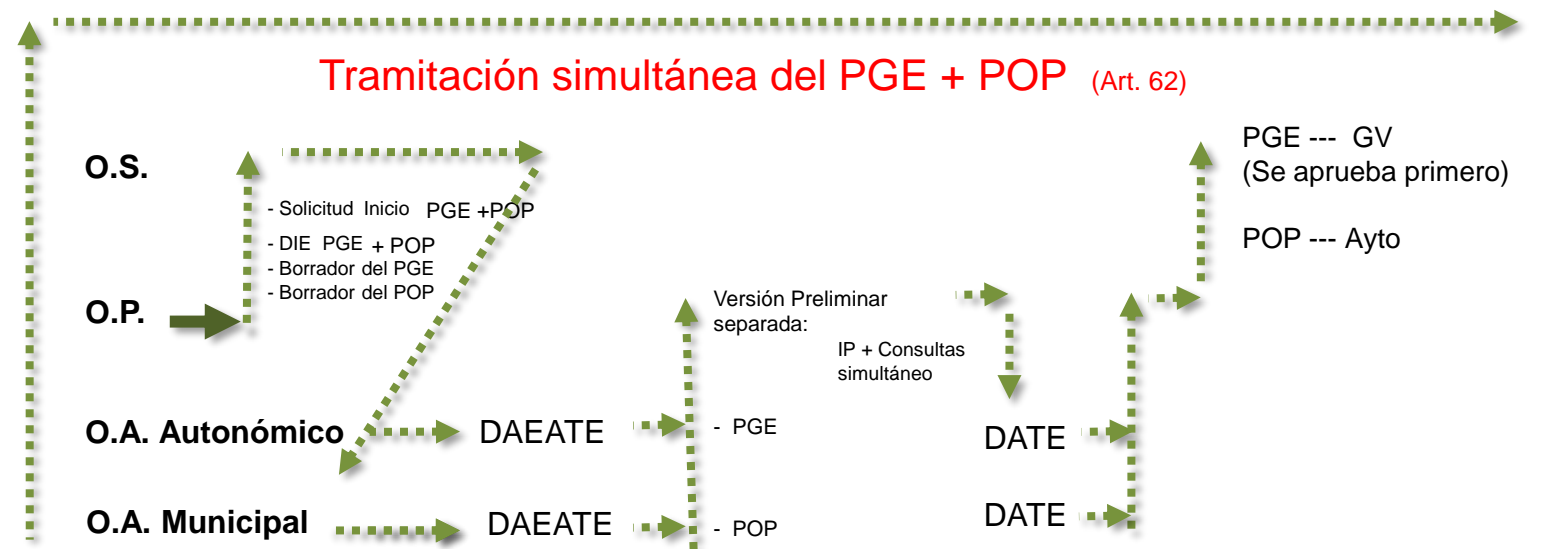 Tramitación simultánea del PGE + POP (Art. 62)
O.S.
- Solicitud Inicio PGE +POP
- DIE PGE + POP
- Borrador del PGE
- Borrador del POP
O.P.
Versión Preliminar
separada:
IP + Consultas
simultáneo
PGE --- GV
(Se aprueba primero)
POP --- Ayto
O.A. Autonómico
DAEATE
- PGE
DATE
O.A. Municipal
DAEATE
- POP
DATE